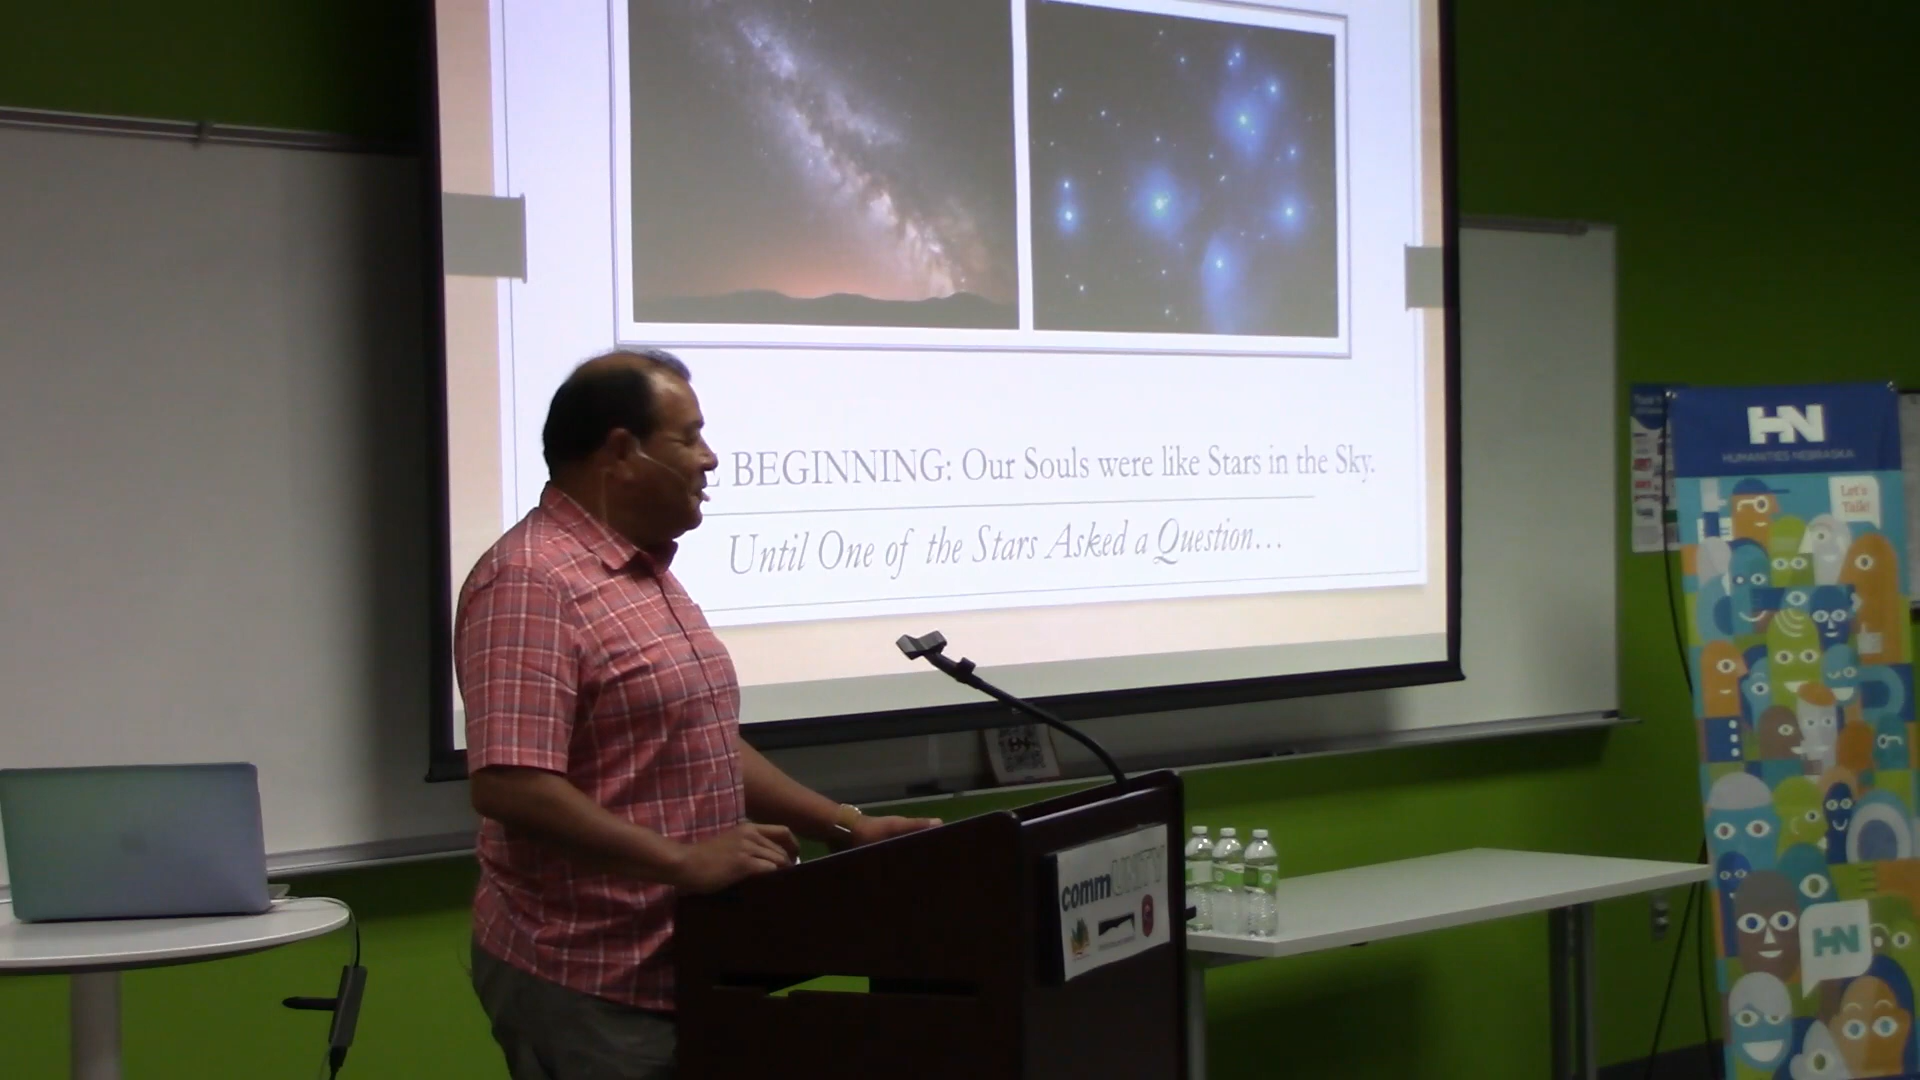 BEGINNING: Our Souls were like Stars in the Sky.
Until One of the Stars Asked a Question...
HN
HUMANITIES NEBRASKA
Let's
Talk!
commUNITY
HN